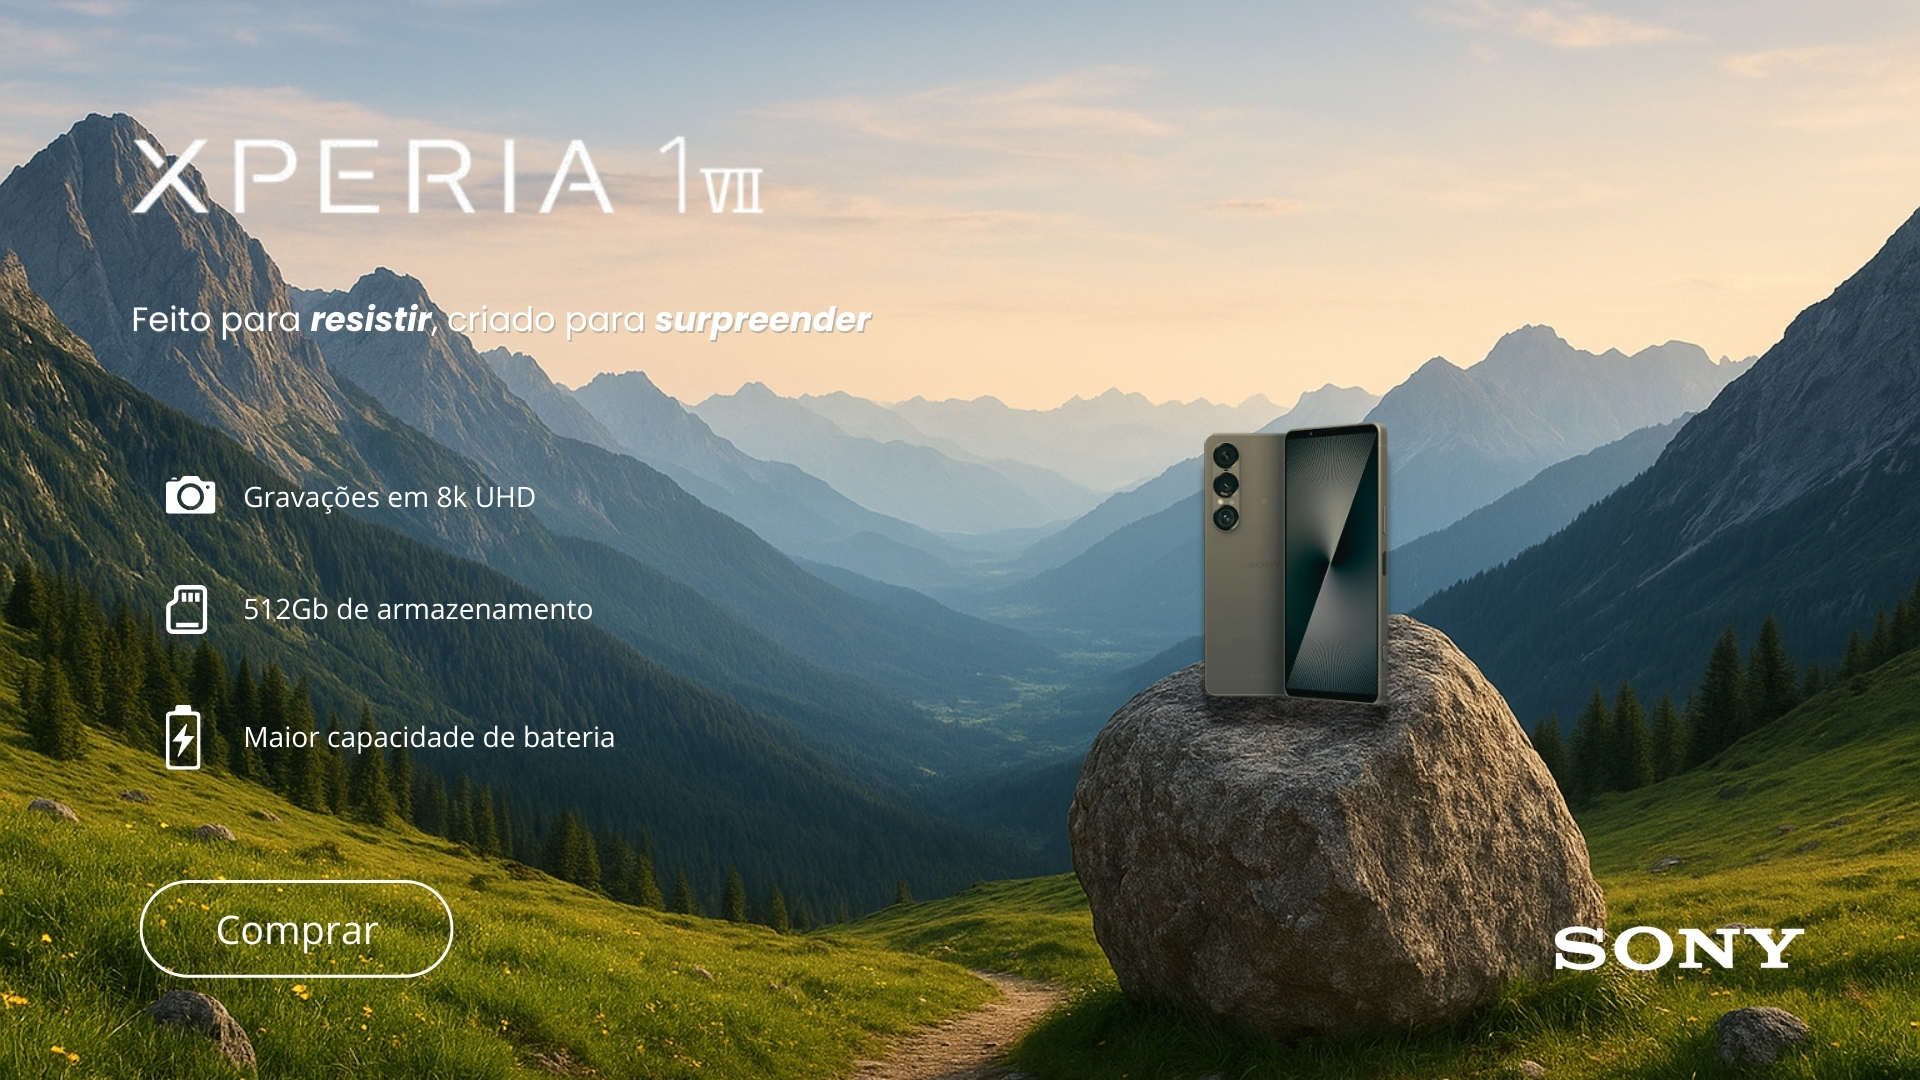 XPERIA 1 VII
Feito para resistir, criado para surpreender
Gravações em 8k UHD
512Gb de armazenamento
Maior capacidade de bateria
Comprar
SONY
SONY